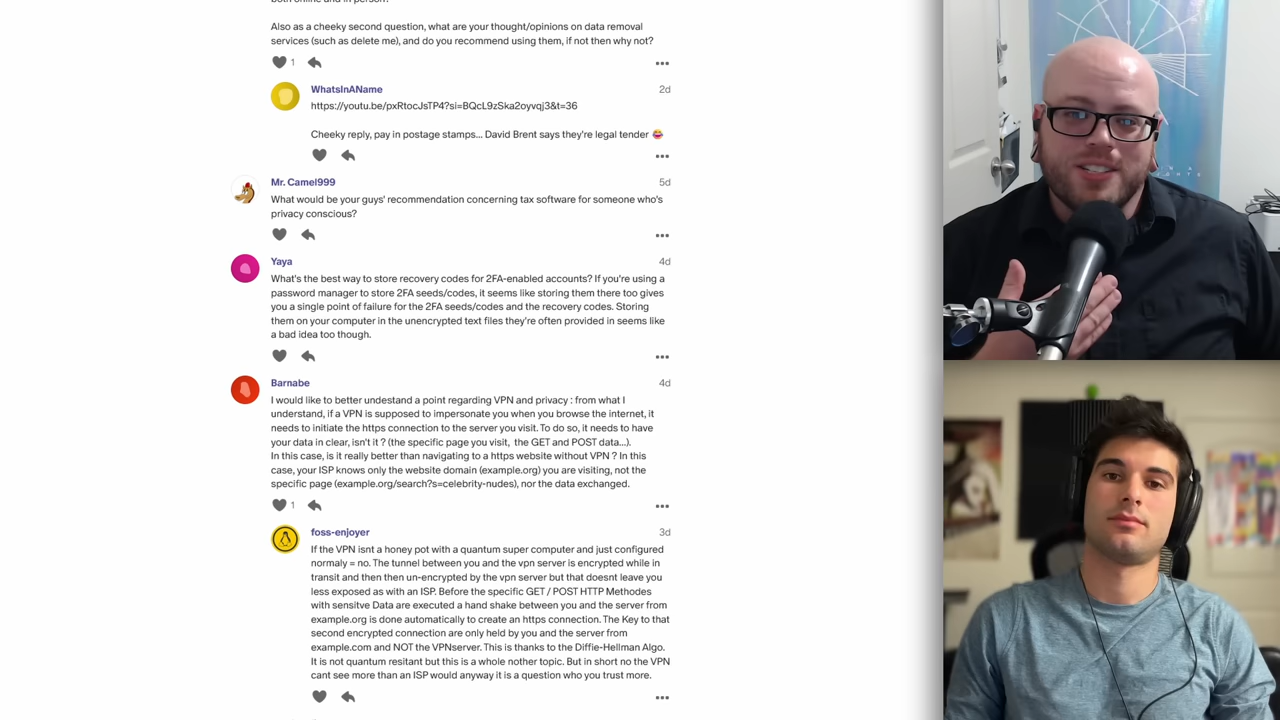 both online and in person?
Also as a cheeky second question, what are your thought/opinions on data removal
services (such as delete me), and do you recommend using them, if not then why not?
1
WhatsInAName
2d
https://youtu.be/pxRtocJsTP4?si=BQcL9zSka2oyvqj3&t=36
Cheeky reply, pay in postage stamps... David Brent says they're legal tender 😂
Mr. Camel999
5d
What would be your guys' recommendation concerning tax software for someone who's
privacy conscious?
Yaya
4d
What's the best way to store recovery codes for 2FA-enabled accounts? If you're using a
password manager to store 2FA seeds/codes, it seems like storing them there too gives
you a single point of failure for the 2FA seeds/codes and the recovery codes. Storing
them on your computer in the unencrypted text files they're often provided in seems like
a bad idea too though.
Barnabe
4d
I would like to better undestand a point regarding VPN and privacy : from what I
understand, if a VPN is supposed to impersonate you when you browse the internet, it
needs to initiate the https connection to the server you visit. To do so, it needs to have
your data in clear, isn't it ? (the specific page you visit, the GET and POST data...).
In this case, is it really better than navigating to a https website without VPN ? In this
case, your ISP knows only the website domain (example.org) you are visiting, not the
specific page (example.org/search?s=celebrity-nudes), nor the data exchanged.
1
foss-enjoyer
3d
If the VPN isnt a honey pot with a quantum super computer and just configured
normaly = no. The tunnel between you and the vpn server is encrypted while in
transit and then then un-encrypted by the vpn server but that doesnt leave you
less exposed as with an ISP. Before the specific GET / POST HTTP Methodes
with sensitve Data are executed a hand shake between you and the server from
example.org is done automatically to create an https connection. The Key to that
second encrypted connection are only held by you and the server from
example.com and NOT the VPNserver. This is thanks to the Diffie-Hellman Algo.
It is not quantum resitant but this is a whole nother topic. But in short no the VPN
cant see more than an ISP would anyway it is a question who you trust more.